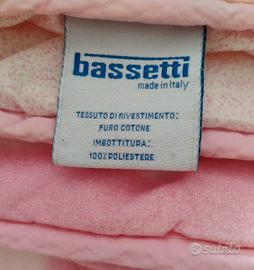 bassetti
made in Italy
TESSUTO DI RIVESTIMENTO:
PURO COTONE
IMBOTTITURA:
100% POLIESTERE
subito